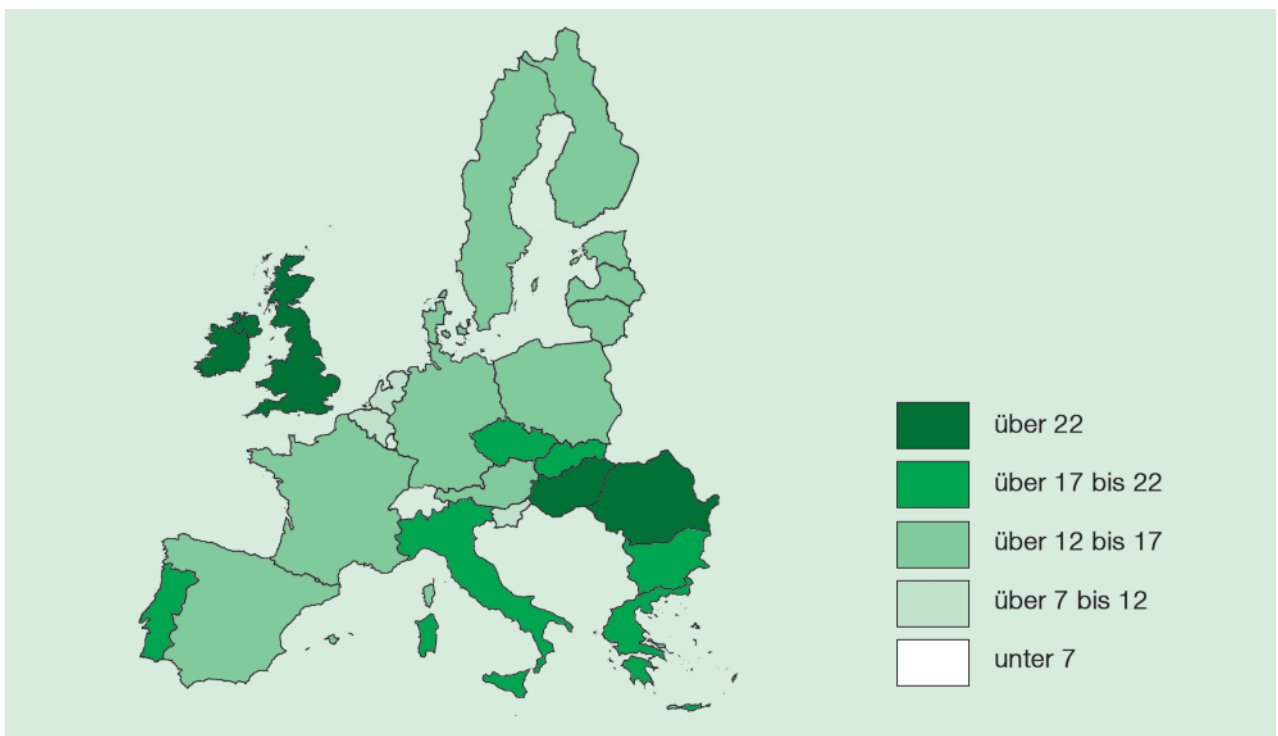 über 22
über 17 bis 22
über 12 bis 17
über 7 bis 12
unter 7